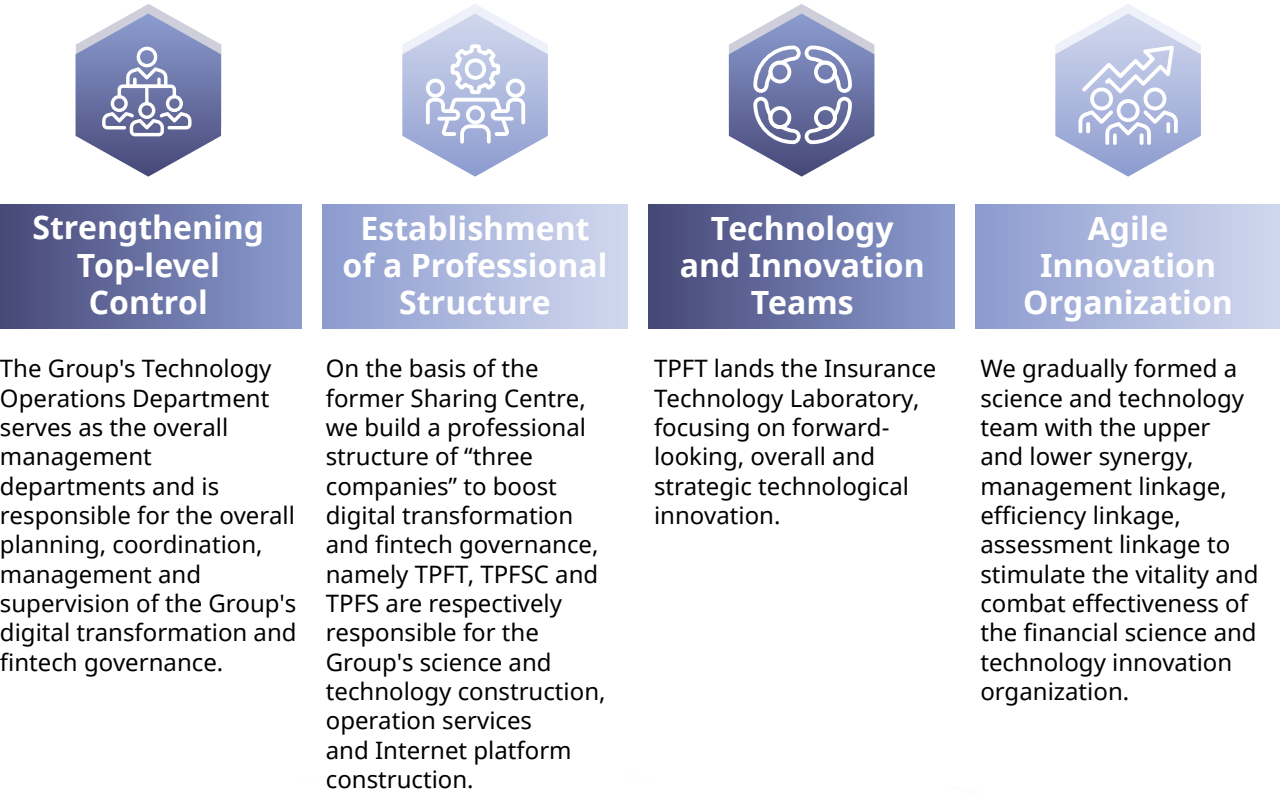 Strengthening
Top-level
Control
The Group's Technology
Operations Department
serves as the overall
management
departments and is
responsible for the overall
planning, coordination,
management and
supervision of the Group's
digital transformation and
fintech governance.
Establishment
of a Professional
Structure
On the basis of the
former Sharing Centre,
we build a professional
structure of “three
companies” to boost
digital transformation
and fintech governance,
namely TPFT, TPFSC and
TPFS are respectively
responsible for the
Group's science and
technology construction,
operation services
and Internet platform
construction.
Technology
and Innovation
Teams
TPFT lands the Insurance
Technology Laboratory,
focusing on forward-
looking, overall and
strategic technological
innovation.
Agile
Innovation
Organization
We gradually formed a
science and technology
team with the upper
and lower synergy,
management linkage,
efficiency linkage,
assessment linkage to
stimulate the vitality and
combat effectiveness of
the financial science and
technology innovation
organization.